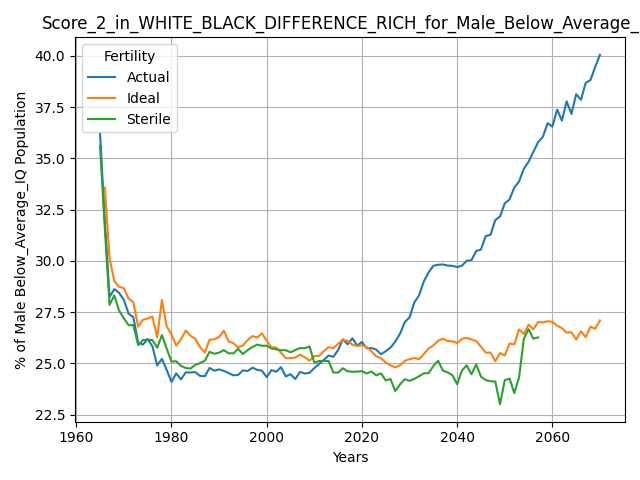 Score_2_in_WHITE_BLACK_DIFFERENCE_RICH_for_Male_Below_Average_
Fertility
Actual
Ideal
Sterile
% of Male Below_Average_IQ Population
40.0
37.5
35.0
32.5
30.0
27.5
25.0
22.5
1960 1980 2000 2020 2040 2060
Years